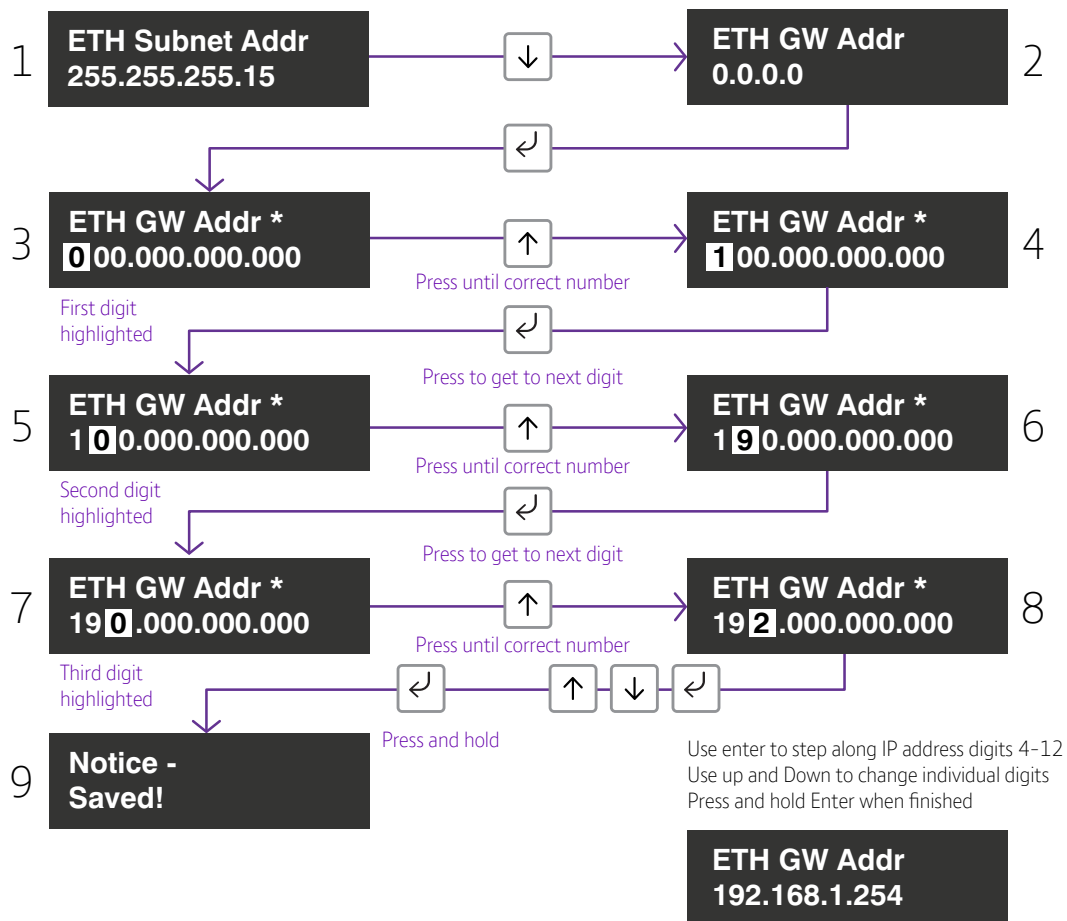 1
ETH Subnet Addr
255.255.255.15
ETH GW Addr
0.0.0.0
2
3
ETH GW Addr *
000.000.000.000
First digit
highlighted
Press until correct number
ETH GW Addr *
100.000.000.000
4
Press to get to next digit
5
ETH GW Addr *
100.000.000.000
Second digit
highlighted
Press until correct number
ETH GW Addr *
190.000.000.000
6
Press to get to next digit
7
ETH GW Addr *
190.000.000.000
Third digit
highlighted
Press until correct number
ETH GW Addr *
192.000.000.000
8
Press and hold
9
Notice -
Saved!
Use enter to step along IP address digits 4-12
Use up and Down to change individual digits
Press and hold Enter when finished
ETH GW Addr
192.168.1.254